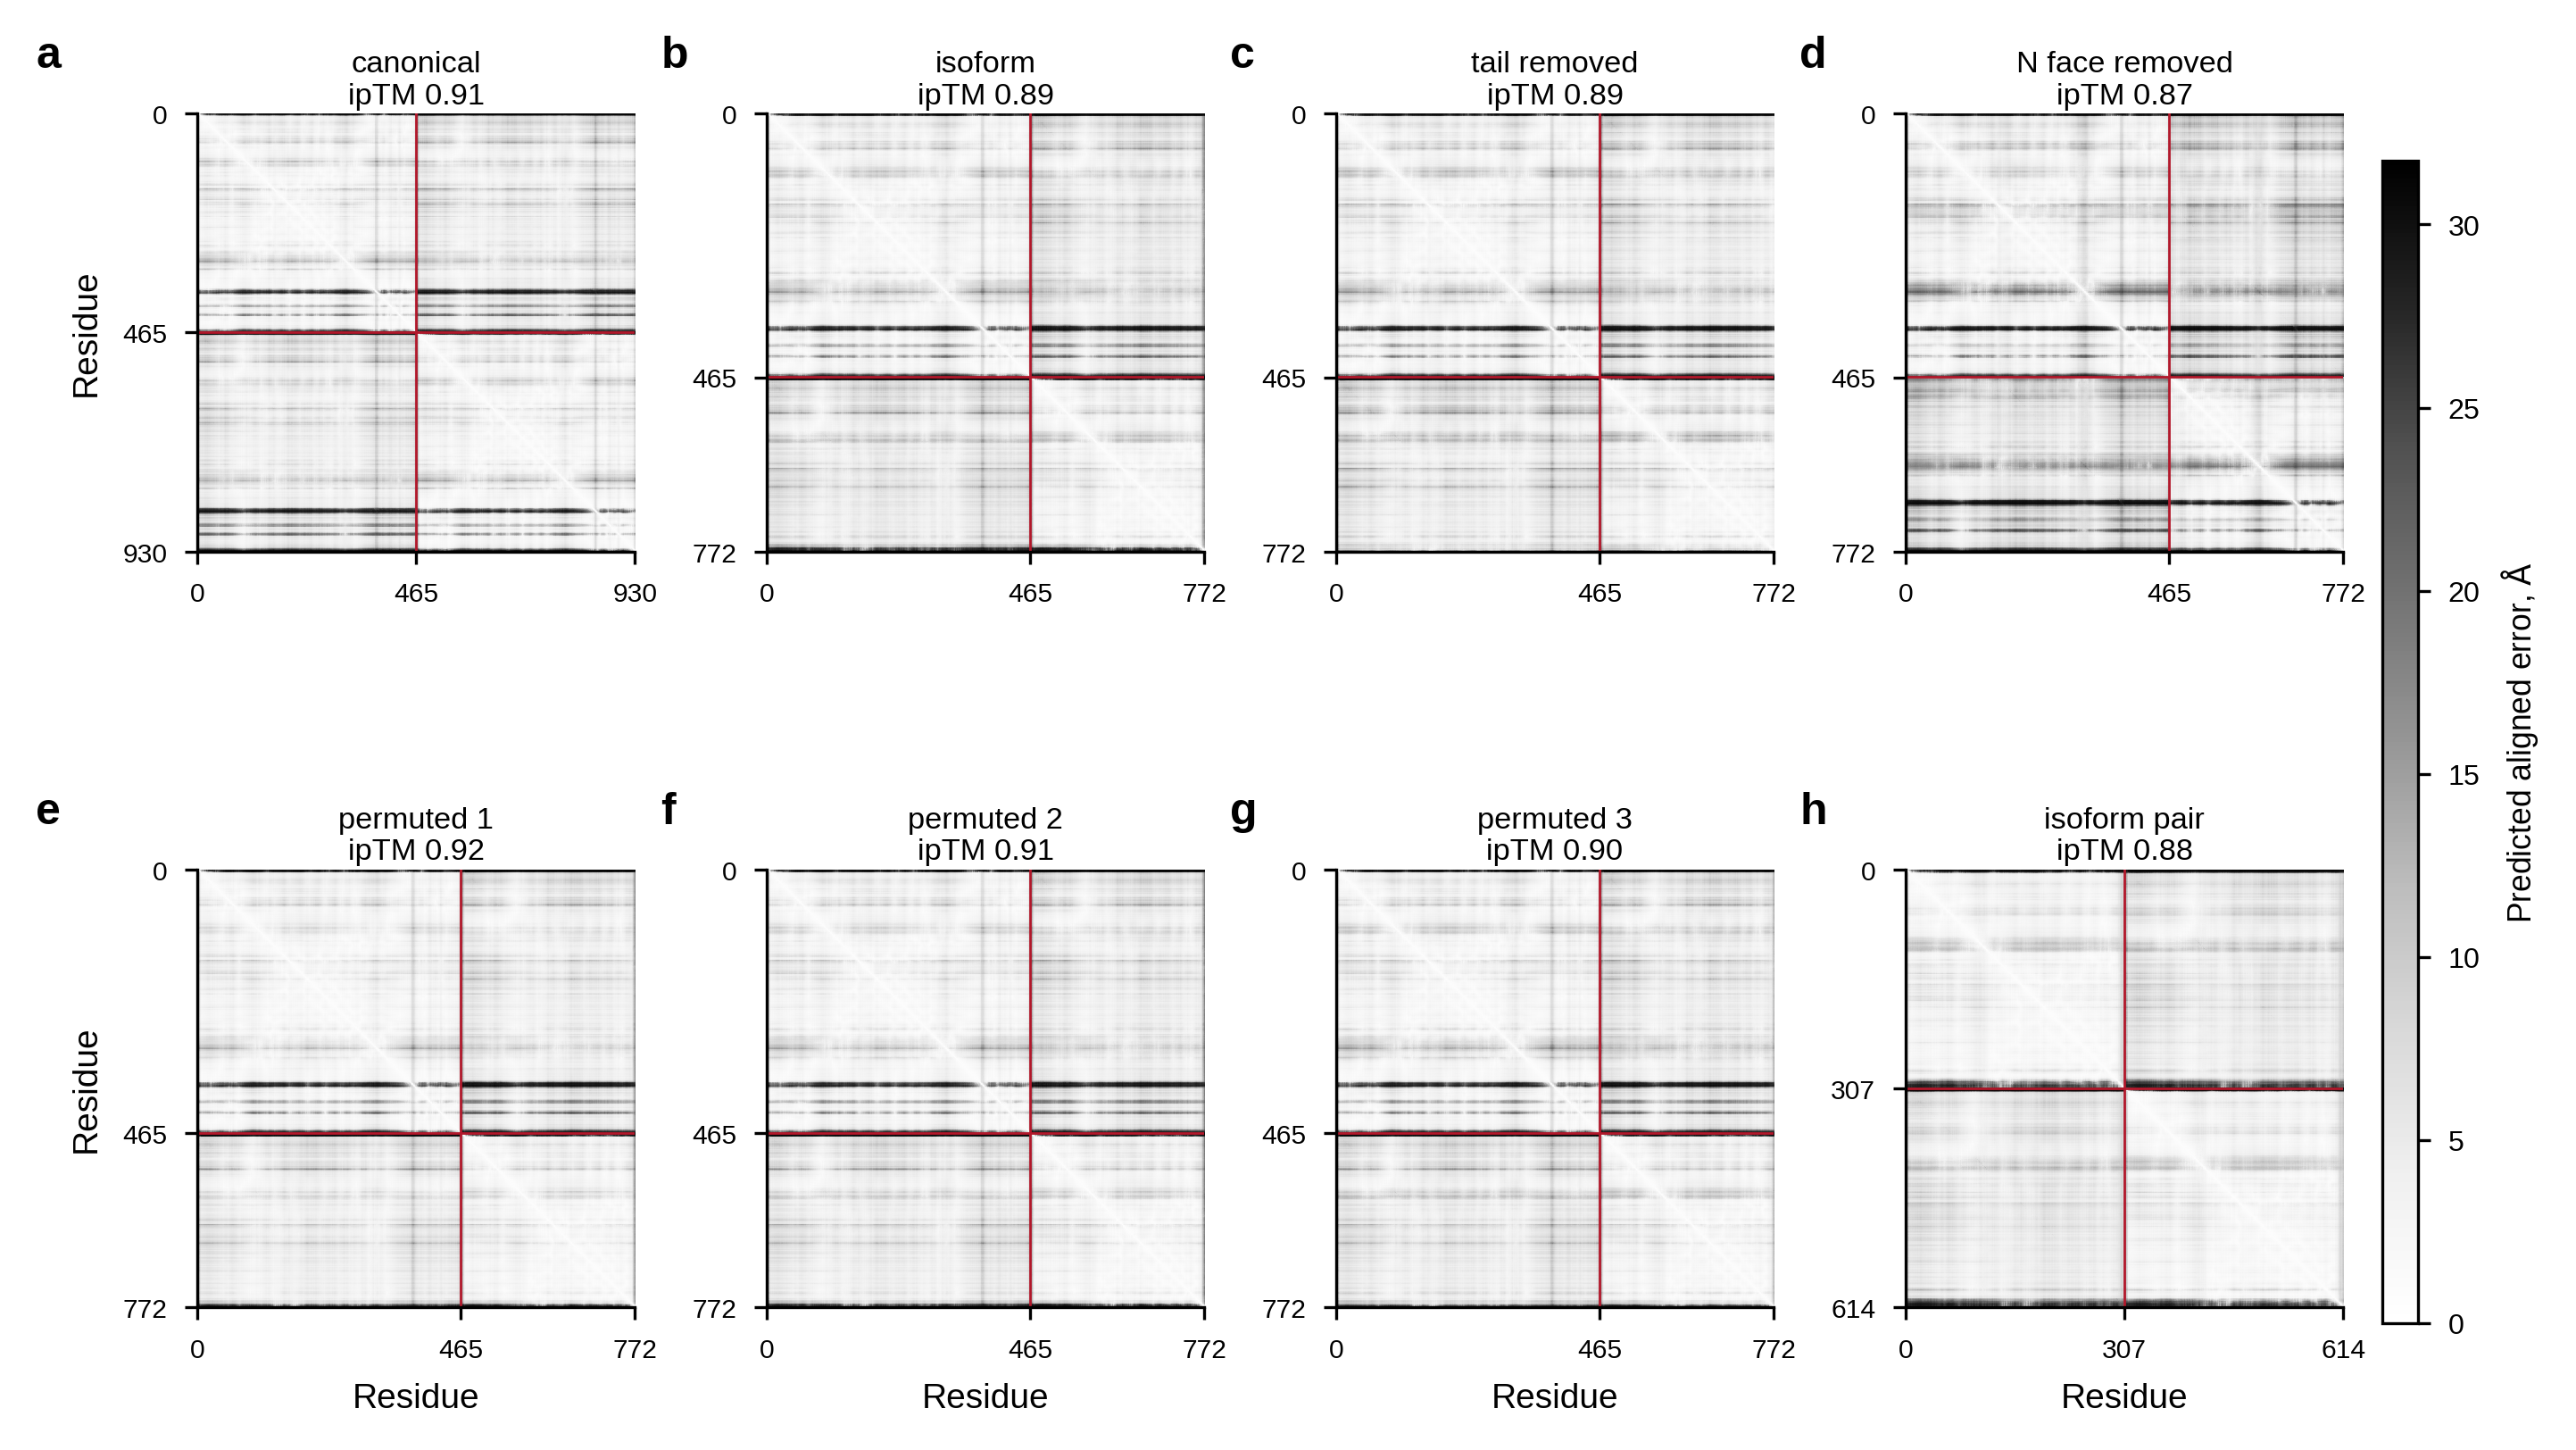 a
canonical
ipTM 0.91
0
465
930
0
465
930
Residue
b
isoform
ipTM 0.89
0
465
772
0
465
772
c
tail removed
ipTM 0.89
0
465
772
0
465
772
d
N face removed
ipTM 0.87
0
465
772
0
465
772
e
permuted 1
ipTM 0.92
0
465
772
0
465
772
Residue
Residue
f
permuted 2
ipTM 0.91
0
465
772
0
465
772
Residue
g
permuted 3
ipTM 0.90
0
465
772
0
465
772
Residue
h
isoform pair
ipTM 0.88
0
307
614
0
307
614
Residue
30
25
20
15
10
5
0
Predicted aligned error, Å